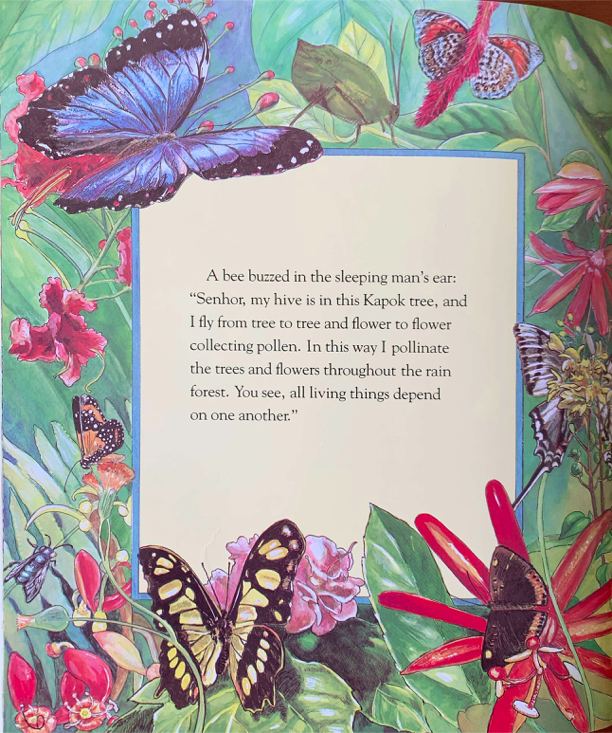 A bee buzzed in the sleeping man's ear:
“Senhor, my hive is in this Kapok tree, and
I fly from tree to tree and flower to flower
collecting pollen. In this way I pollinate
the trees and flowers throughout the rain
forest. You see, all living things depend
on one another.”